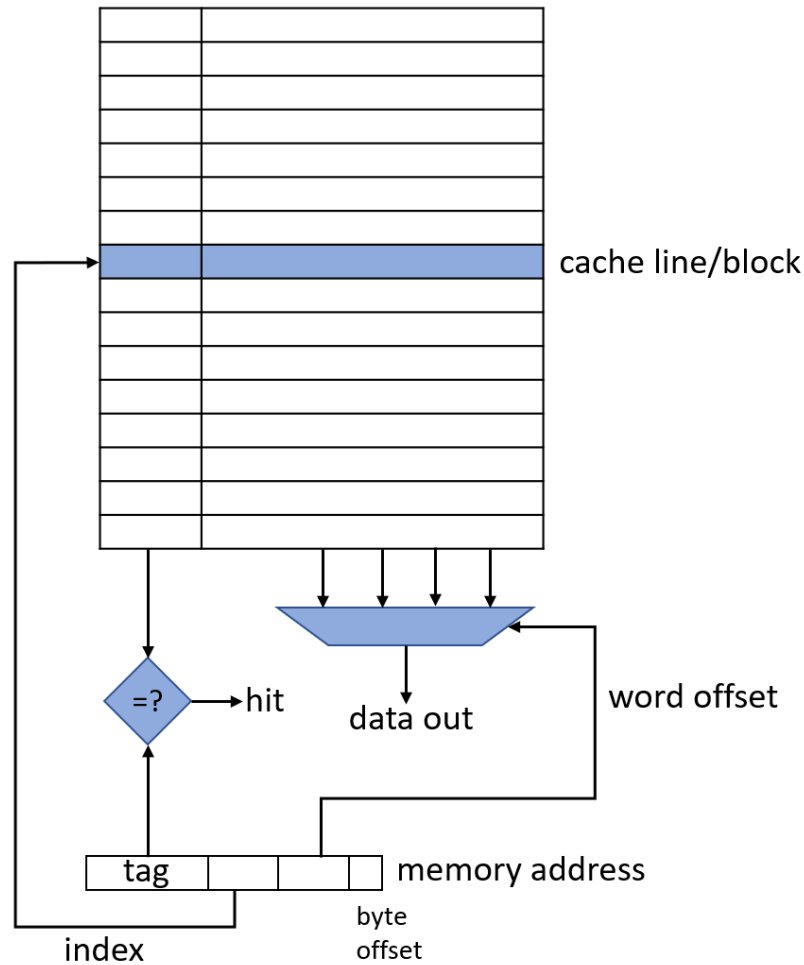 cache line/block
=?
hit
data out
word offset
tag
memory address
byte
offset
index